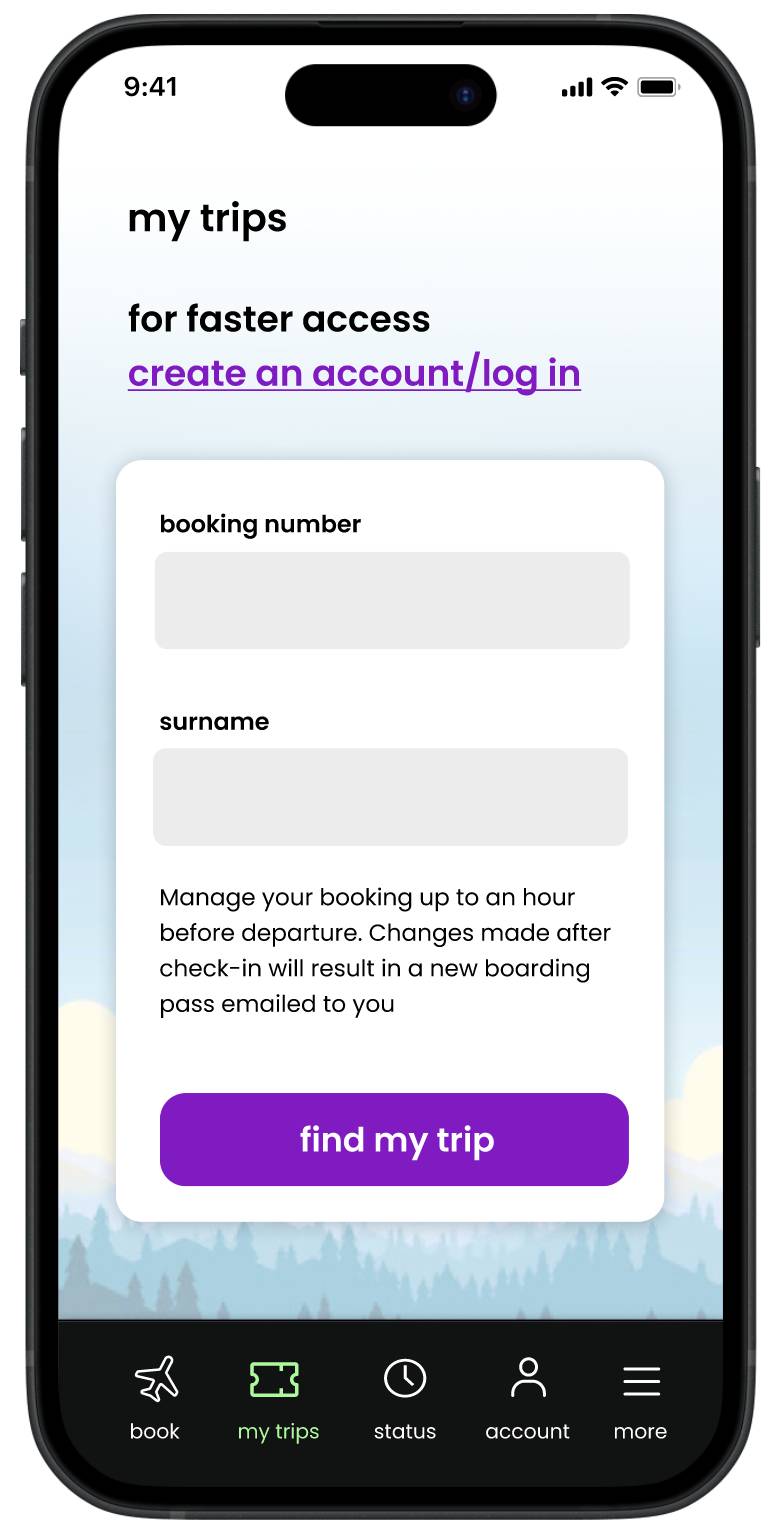 9:41
my trips
for faster access
create an account/log in
booking number
surname
Manage your booking up to an hour
before departure. Changes made after
check-in will result in a new boarding
pass emailed to you
find my trip
book
my trips
status
account
more